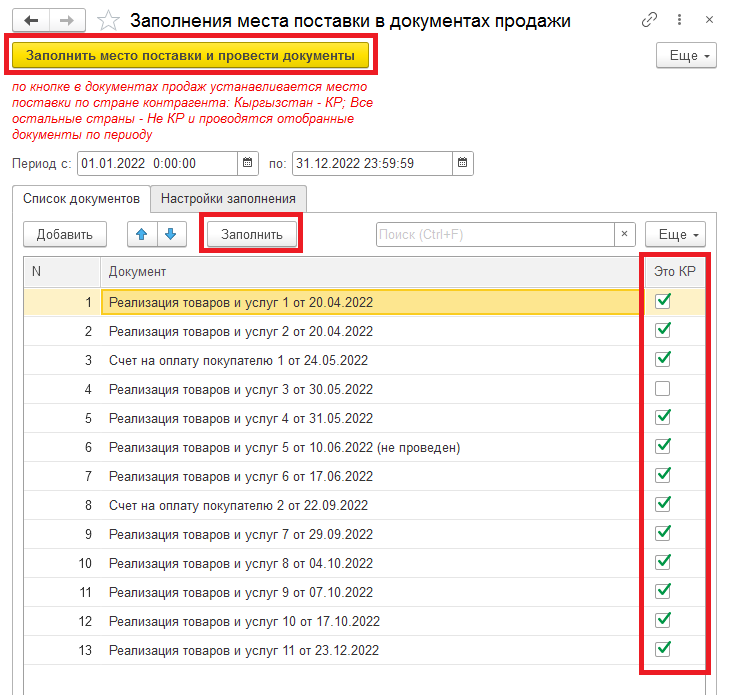 Заполнения места поставки в документах продажи
Заполнить место поставки и провести документы
Еще
по кнопке в документах продаж устанавливается место
поставки по стране контрагента: Кыргызстан - КР; Все
остальные страны - Не КР и проводятся отобранные
документы по периоду
Период с: 01.01.2022 0:00:00 по: 31.12.2022 23:59:59
Список документов Настройки заполнения
Добавить Заполнить Поиск (Ctrl+F) × Еще
N Документ Это КР
1 Реализация товаров и услуг 1 от 20.04.2022
2 Реализация товаров и услуг 2 от 20.04.2022
3 Счет на оплату покупателю 1 от 24.05.2022
4 Реализация товаров и услуг 3 от 30.05.2022
5 Реализация товаров и услуг 4 от 31.05.2022
6 Реализация товаров и услуг 5 от 10.06.2022 (не проведен)
7 Реализация товаров и услуг 6 от 17.06.2022
8 Счет на оплату покупателю 2 от 22.09.2022
9 Реализация товаров и услуг 7 от 29.09.2022
10 Реализация товаров и услуг 8 от 04.10.2022
11 Реализация товаров и услуг 9 от 07.10.2022
12 Реализация товаров и услуг 10 от 17.10.2022
13 Реализация товаров и услуг 11 от 23.12.2022